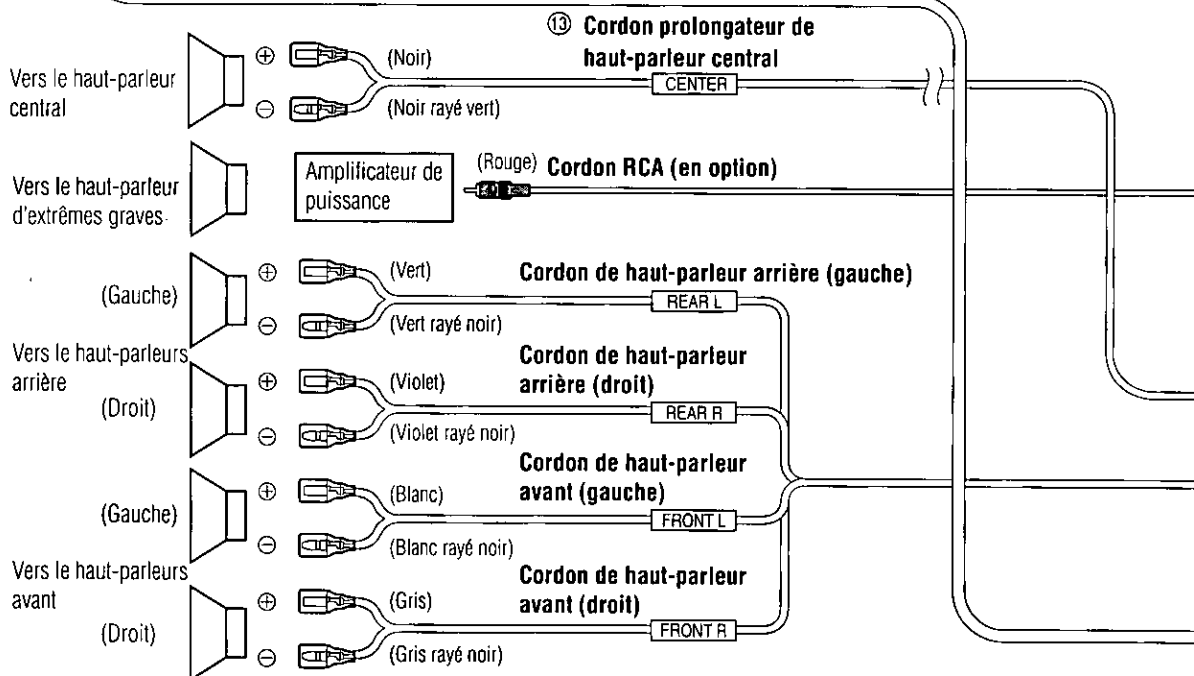 ⑬ Cordon prolongateur de
haut-parleur central
Vers le haut-parleur
central
⊕
(Noir)
CENTER
⊖
(Noir rayé vert)
Vers le haut-parleur
d'extrêmes graves
Amplificateur de
puissance
(Rouge)
Cordon RCA (en option)
(Gauche)
⊕
(Vert)
Cordon de haut-parleur arrière (gauche)
REAR L
⊖
(Vert rayé noir)
Vers le haut-parleurs
arrière
(Droit)
⊕
(Violet)
Cordon de haut-parleur
arrière (droit)
REAR R
⊖
(Violet rayé noir)
(Gauche)
⊕
(Blanc)
Cordon de haut-parleur
avant (gauche)
FRONT L
⊖
(Blanc rayé noir)
Vers le haut-parleurs
avant
(Droit)
⊕
(Gris)
Cordon de haut-parleur
avant (droit)
FRONT R
⊖
(Gris rayé noir)